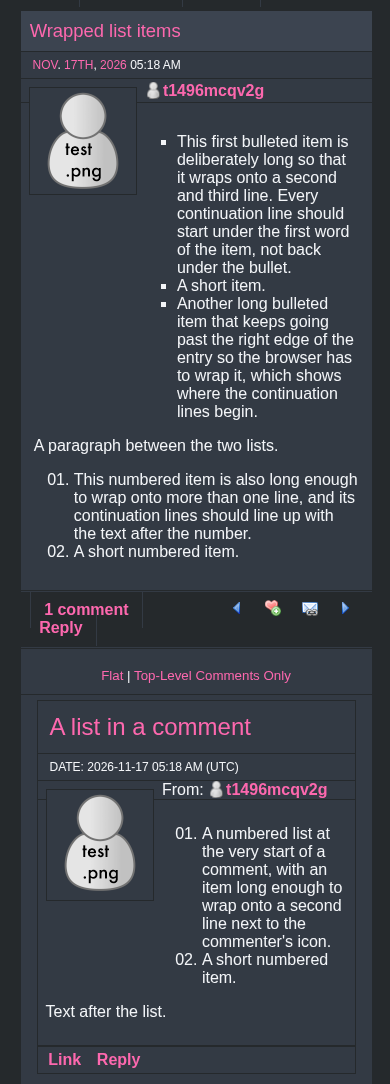 Wrapped list items
NOV. 17TH, 2026 05:18 AM
t1496mcqv2g
test
.png
This first bulleted item is
deliberately long so that
it wraps onto a second
and third line. Every
continuation line should
start under the first word
of the item, not back
under the bullet.
A short item.
Another long bulleted
item that keeps going
past the right edge of the
entry so the browser has
to wrap it, which shows
where the continuation
lines begin.
A paragraph between the two lists.
01. This numbered item is also long enough
to wrap onto more than one line, and its
continuation lines should line up with
the text after the number.
02. A short numbered item.
1 comment
Reply
Flat | Top-Level Comments Only
A list in a comment
DATE: 2026-11-17 05:18 AM (UTC)
From: t1496mcqv2g
test
.png
01. A numbered list at
the very start of a
comment, with an
item long enough to
wrap onto a second
line next to the
commenter's icon.
02. A short numbered
item.
Text after the list.
Link Reply